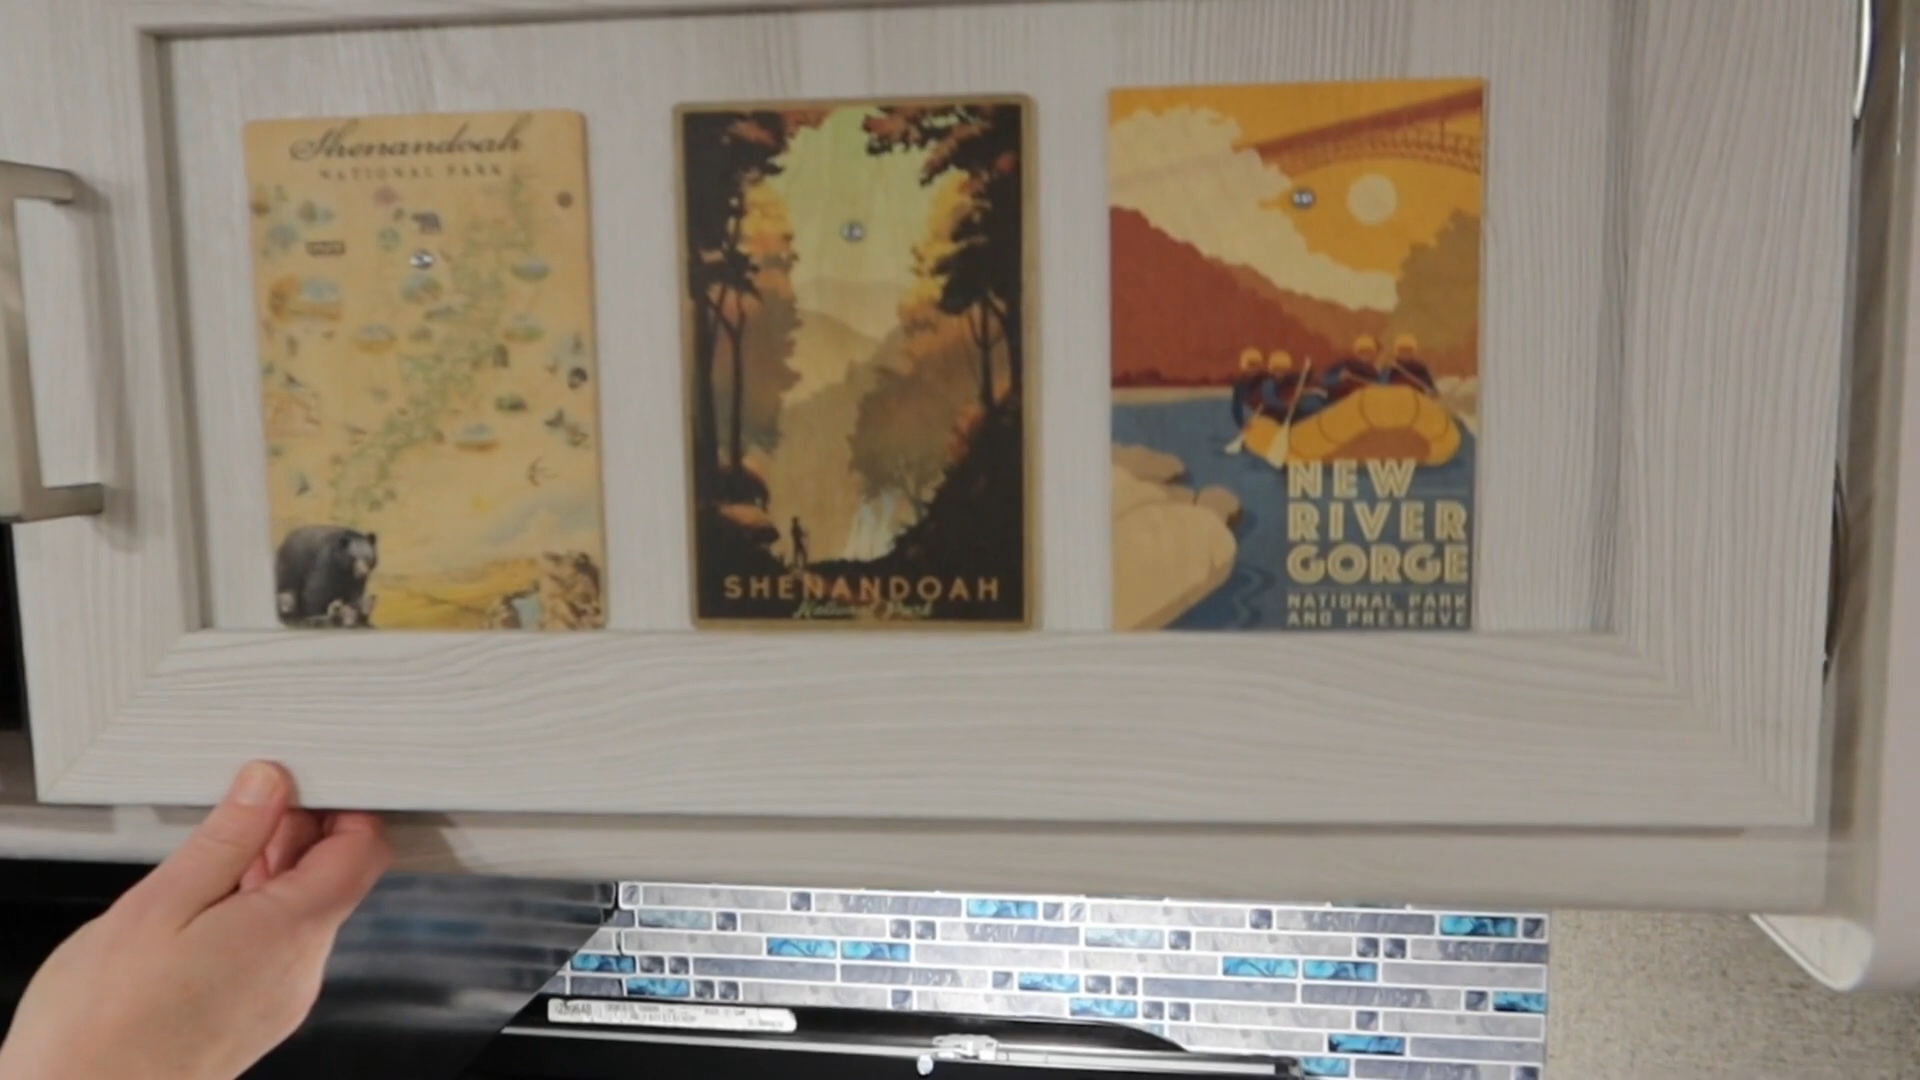 Shenandoah
NATIONAL PARK
SHENANDOAH
National Park
NEW
RIVER
GORGE
NATIONAL PARK
AND PRESERVE